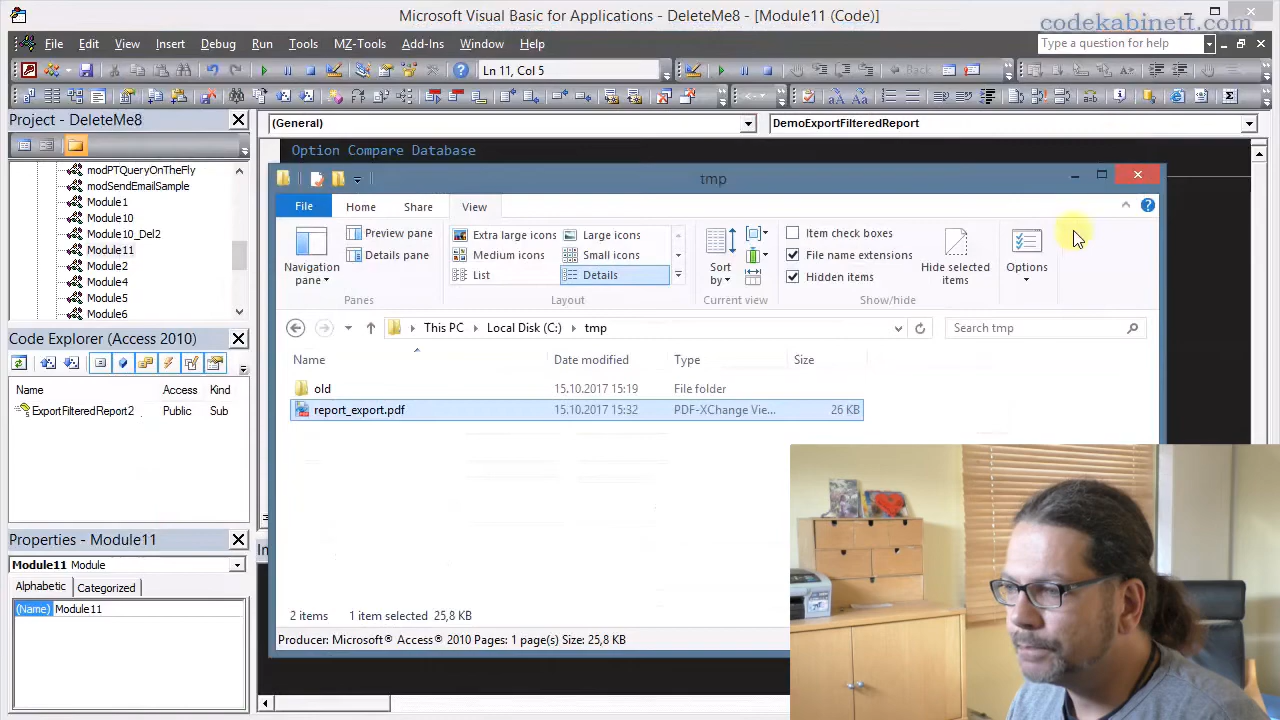 Microsoft Visual Basic for Applications - DeleteMe8 - [Module11 (Code)]
codekabinett.com
File Edit View Insert Format Debug Run Tools MZ-Tools Add-Ins Window Help
Type a question for help
Ln 11, Col 5
Back
Project - DeleteMe8
(General)
DemoExportFilteredReport
Option Compare Database
modPTQueryOnTheFly
modSendEmailSample
Module1
Module10
Module10_Del2
Module11
Module2
Module4
Module5
Module6
Code Explorer (Access 2010)
Name Access Kind
ExportFilteredReport2 Public Sub
Properties - Module11
Module11 Module
Alphabetic Categorized
(Name) Module11
tmp
File Home Share View
Navigation pane
Preview pane
Details pane
Panes
Extra large icons
Large icons
Medium icons
Small icons
List
Details
Layout
Sort by
Current view
Item check boxes
File name extensions
Hidden items
Hide selected items
Show/hide
Options
This PC
Local Disk (C:)
tmp
Search tmp
Name Date modified Type Size
old 15.10.2017 15:19 File folder
report_export.pdf 15.10.2017 15:32 PDF-XChange Vie... 26 KB
2 items 1 item selected 25,8 KB
Producer: Microsoft® Access® 2010 Pages: 1 page(s) Size: 25,8 KB